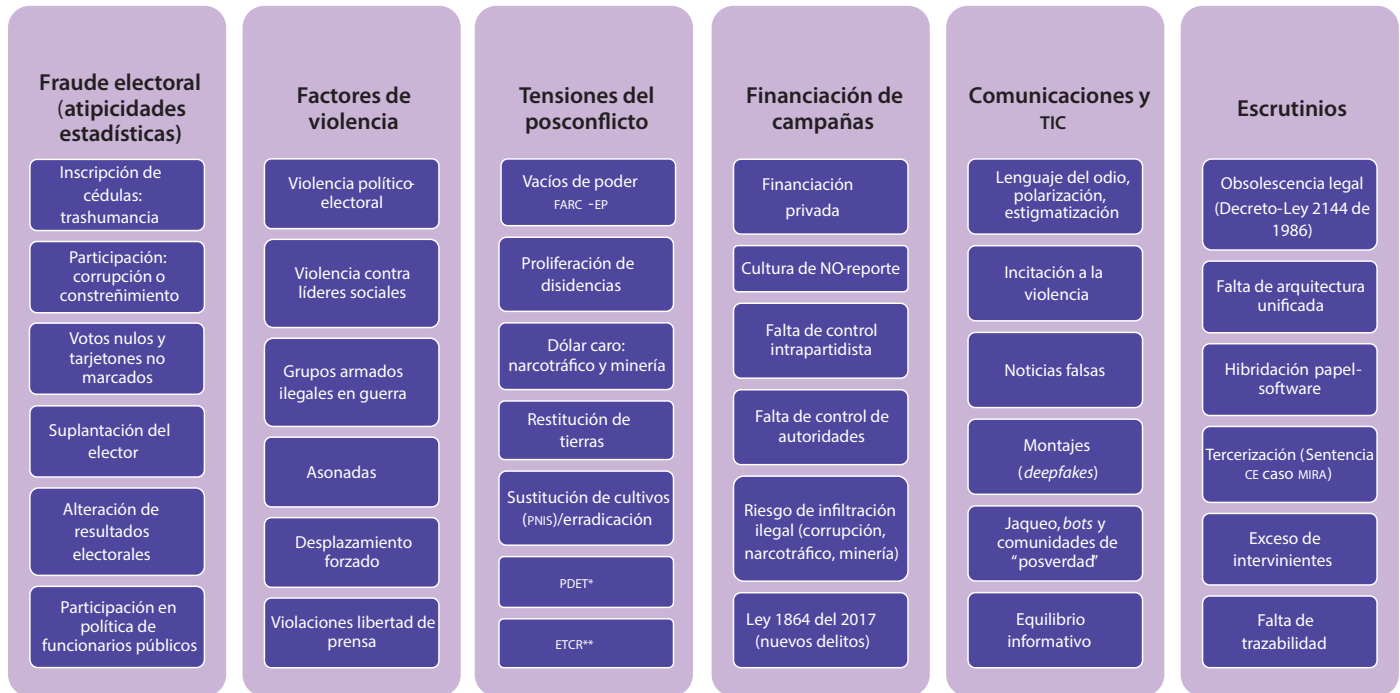 Fraude electoral
(atipicidades
estadísticas)
Inscripción de
cédulas:
trashumancia
Participación:
corrupción o
constreñimiento
Votos nulos y
tarjetones no
marcados
Suplantación del
elector
Alteración de
resultados
electorales
Participación en
política de
funcionarios públicos
Factores de
violencia
Violencia político-
electoral
Violencia contra
líderes sociales
Grupos armados
ilegales en guerra
Asonadas
Desplazamiento
forzado
Violaciones libertad de
prensa
Tensiones del
posconflicto
Vacíos de poder
FARC -EP
Proliferación de
disidencias
Dólar caro:
narcotráfico y minería
Restitución de
tierras
Sustitución de cultivos
(PNIS)/erradicación
PDET*
ETCR**
Financiación de
campañas
Financiación
privada
Cultura de NO-reporte
Falta de control
intrapartidista
Falta de control de
autoridades
Riesgo de infiltración
ilegal (corrupción,
narcotráfico, minería)
Ley 1864 del 2017
(nuevos delitos)
Comunicaciones y
TIC
Lenguaje del odio,
polarización,
estigmatización
Incitación a la
violencia
Noticias falsas
Montajes
(deepfakes)
Jaqueo, bots y
comunidades de
"posverdad"
Equilibrio
informativo
Escrutinios
Obsolescencia legal
(Decreto-Ley 2144 de
1986)
Falta de arquitectura
unificada
Hibridación papel-
software
Tercerización (Sentencia
CE caso MIRA)
Exceso de
intervinientes
Falta de
trazabilidad